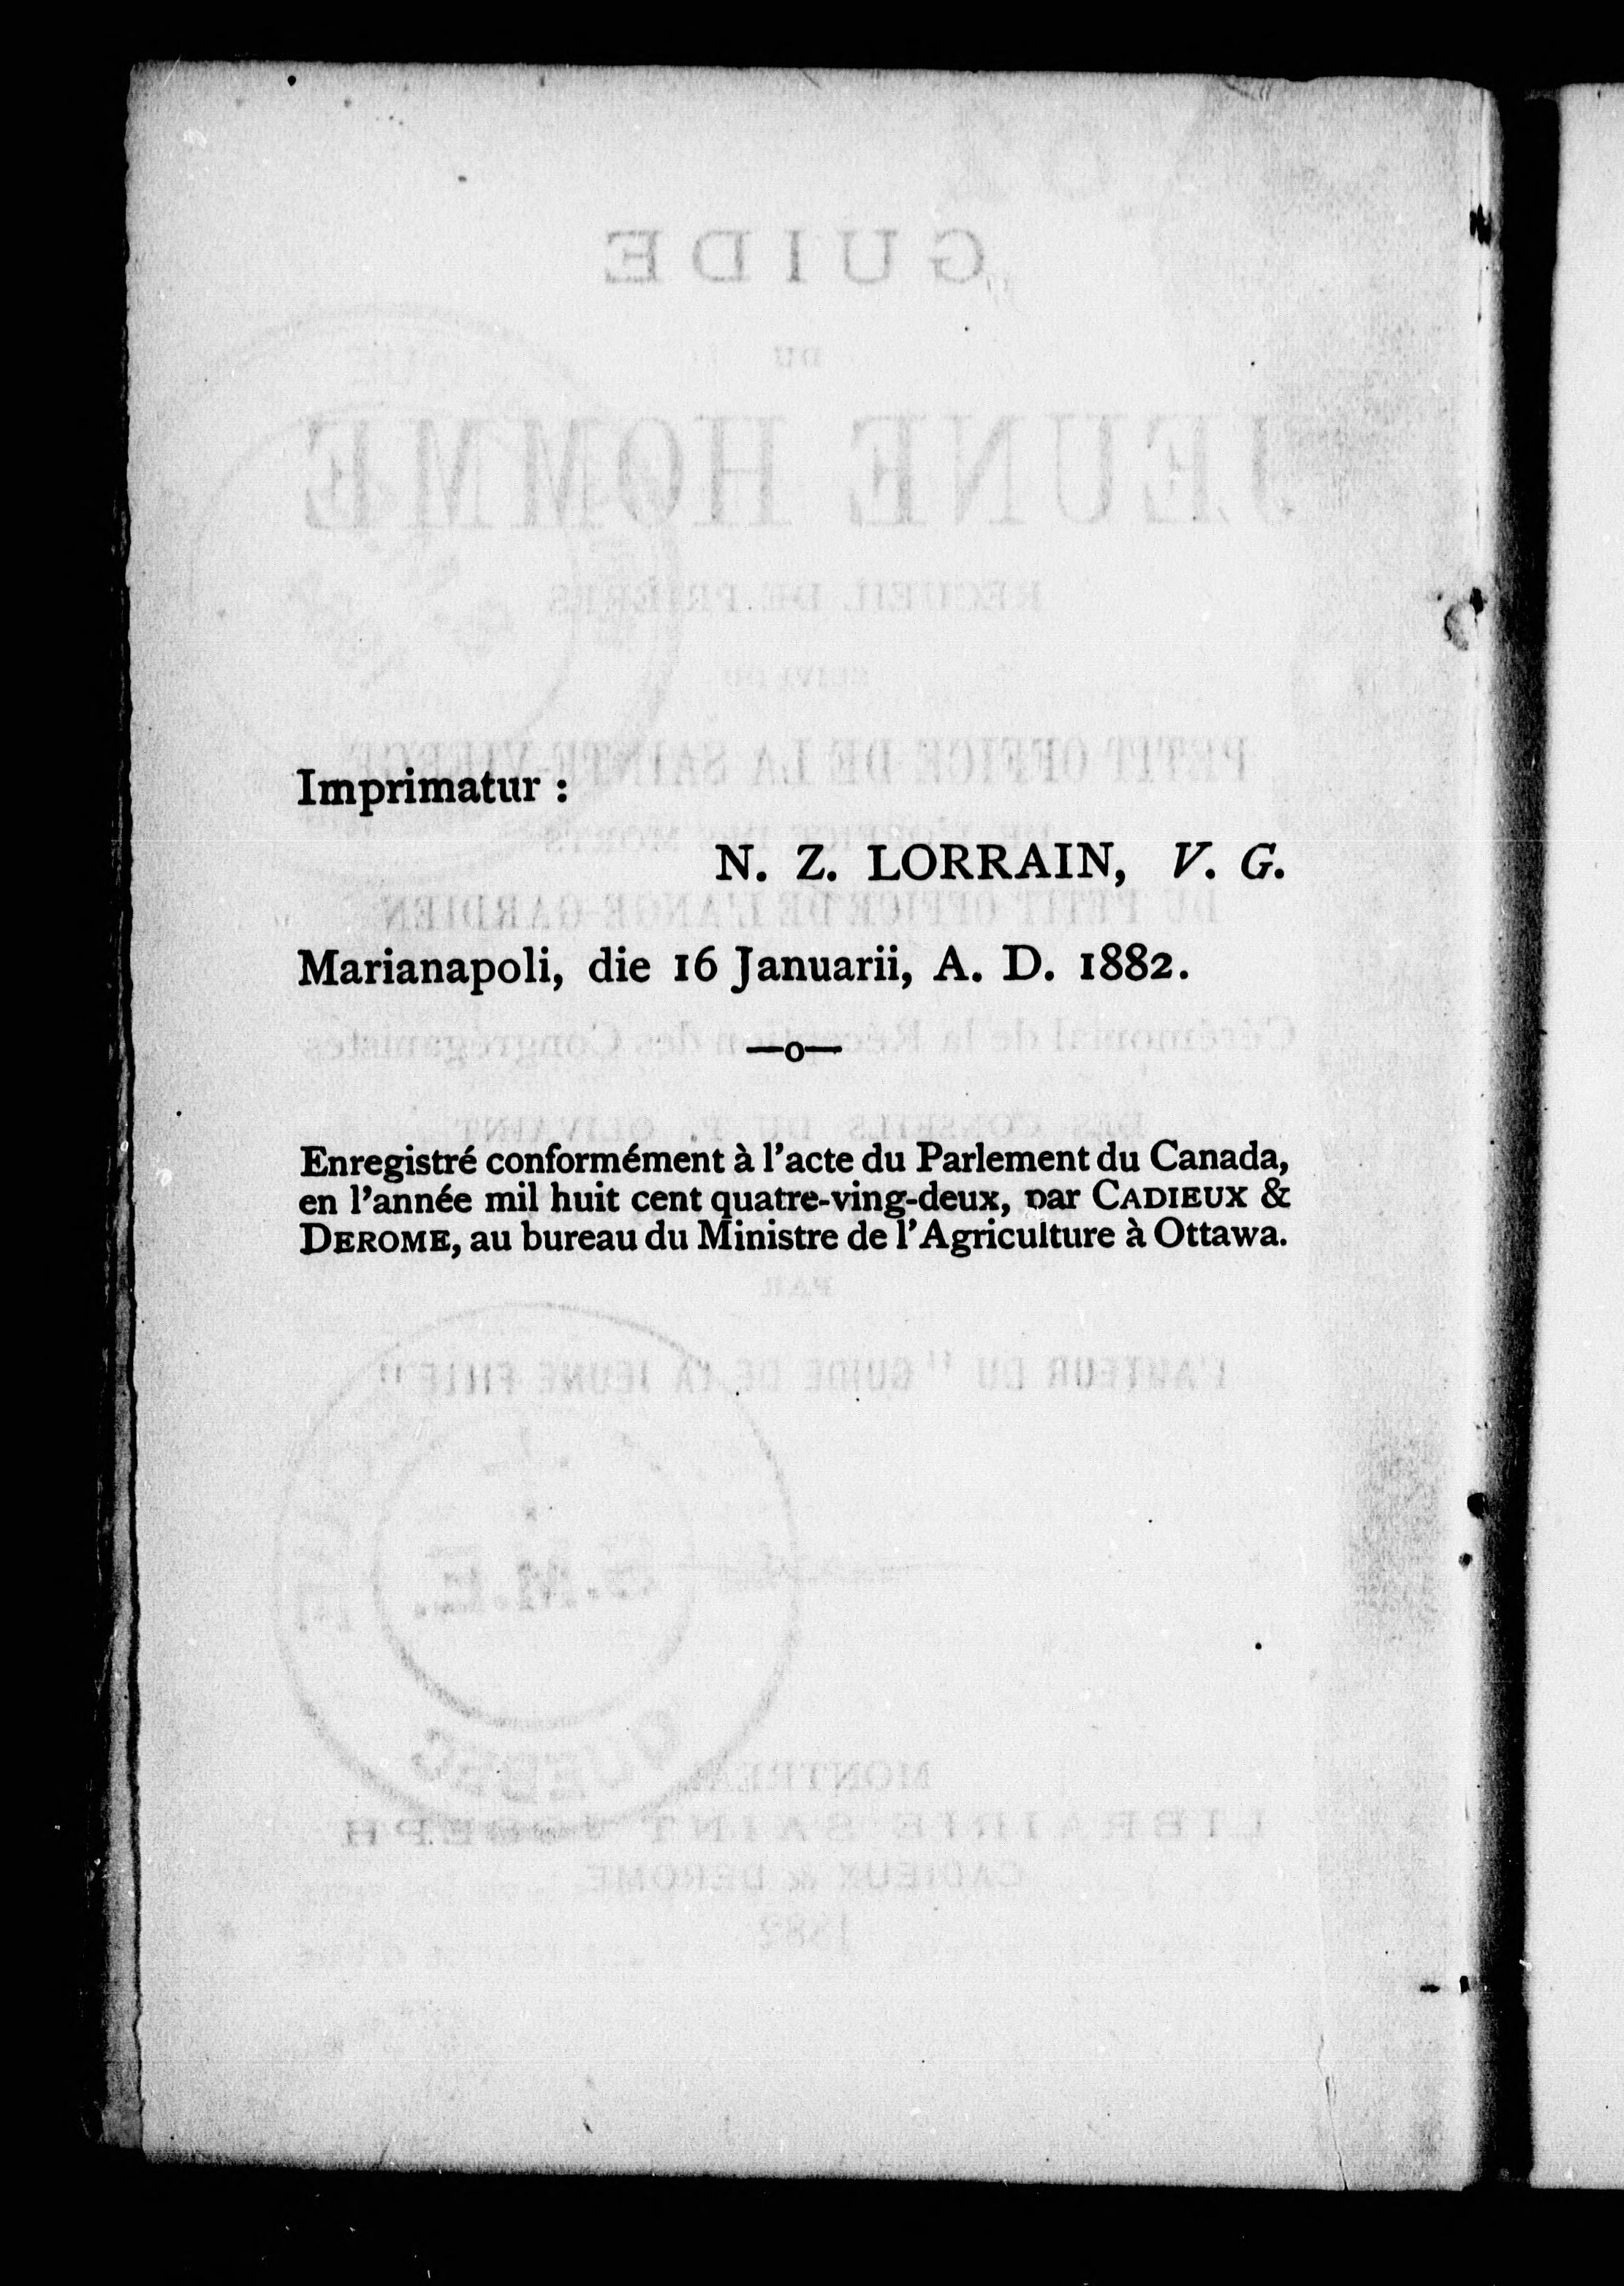 Imprimatur :
N. Z. LORRAIN, V. G.
Marianapoli, die 16 Januarii, A. D. 1882.
—o—
Enregistré conformément à l'acte du Parlement du Canada,
en l'année mil huit cent quatre-ving-deux, par CADIEUX &
DEROME, au bureau du Ministre de l'Agriculture à Ottawa.